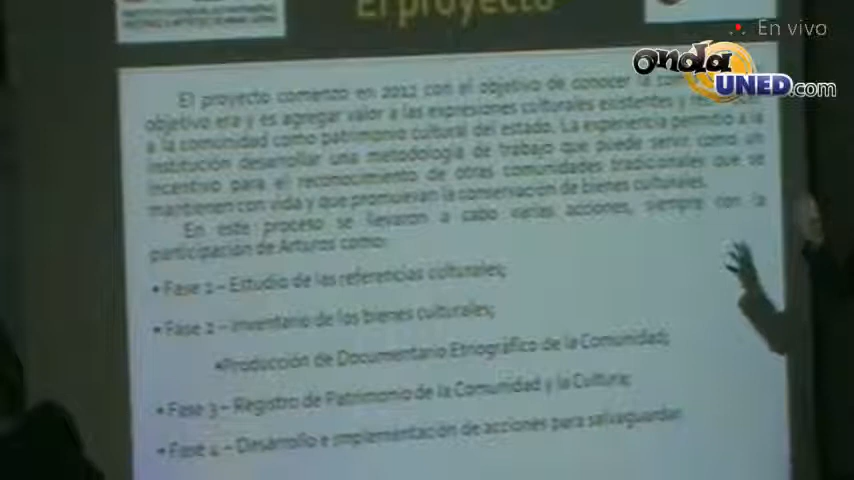 El proyecto
En vivo
onda
UNED.com
El proyecto comenzo en 2012 con el objetivo de conocer la
objetivo era y es agregar valor a las expresiones culturales existentes y
a la comunidad como patrimonio cultural del estado. La experiencia permitio a la
institución desarrollar una metodologia de trabajo que puede servir como un
incentivo para el reconocimiento de otras comunidades tradicionales que se
mantienen con vida y que promuevan la conservacion de bienes culturales.
En este proceso se llevaron a cabo varias acciones, siempre con la
participación de Arturos como:
•Fase 1 – Estudio de las referencias culturales;
•Fase 2 – Inventario de los bienes culturales;
•Producción de Documentario Etnográfico de la Comunidad;
•Fase 3 – Registro de Patrimonio de la Comunidad y la Cultura;
•Fase 4 – Desarrollo e implementación de acciones para salvaguardar